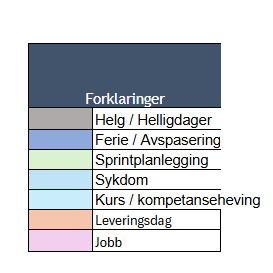 Forklaringer
Helg / Helligdager
Ferie / Avspasering
Sprintplanlegging
Sykdom
Kurs / kompetanseheving
Leveringsdag
Jobb